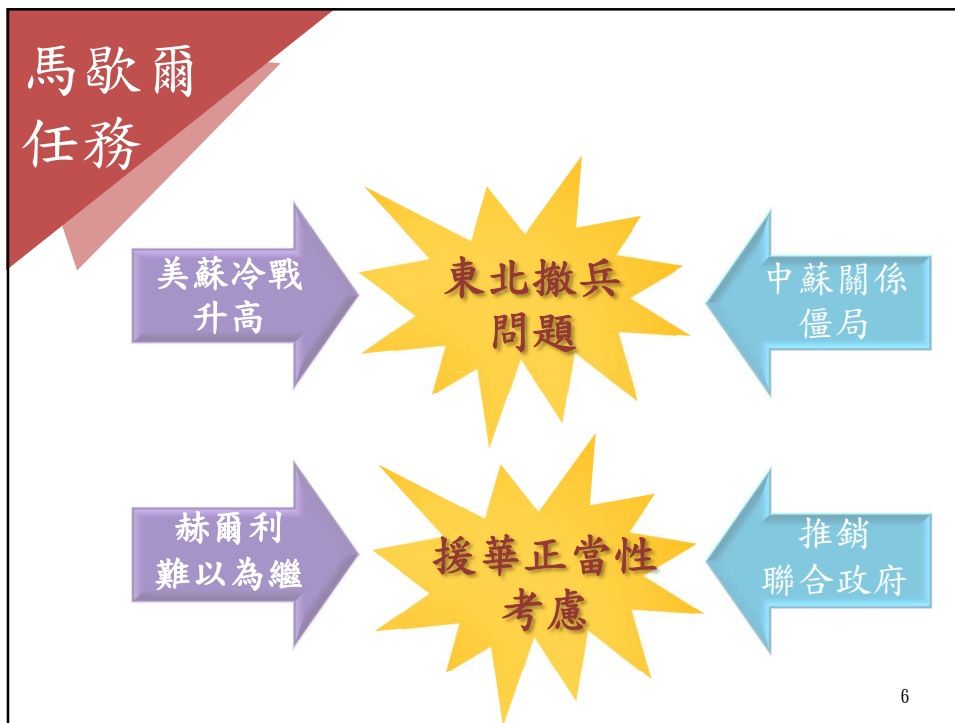 馬歇爾
任務
美蘇冷戰
升高
東北撤兵
問題
中蘇關係
僵局
赫爾利
難以為繼
援華正當性
考慮
推銷
聯合政府
6